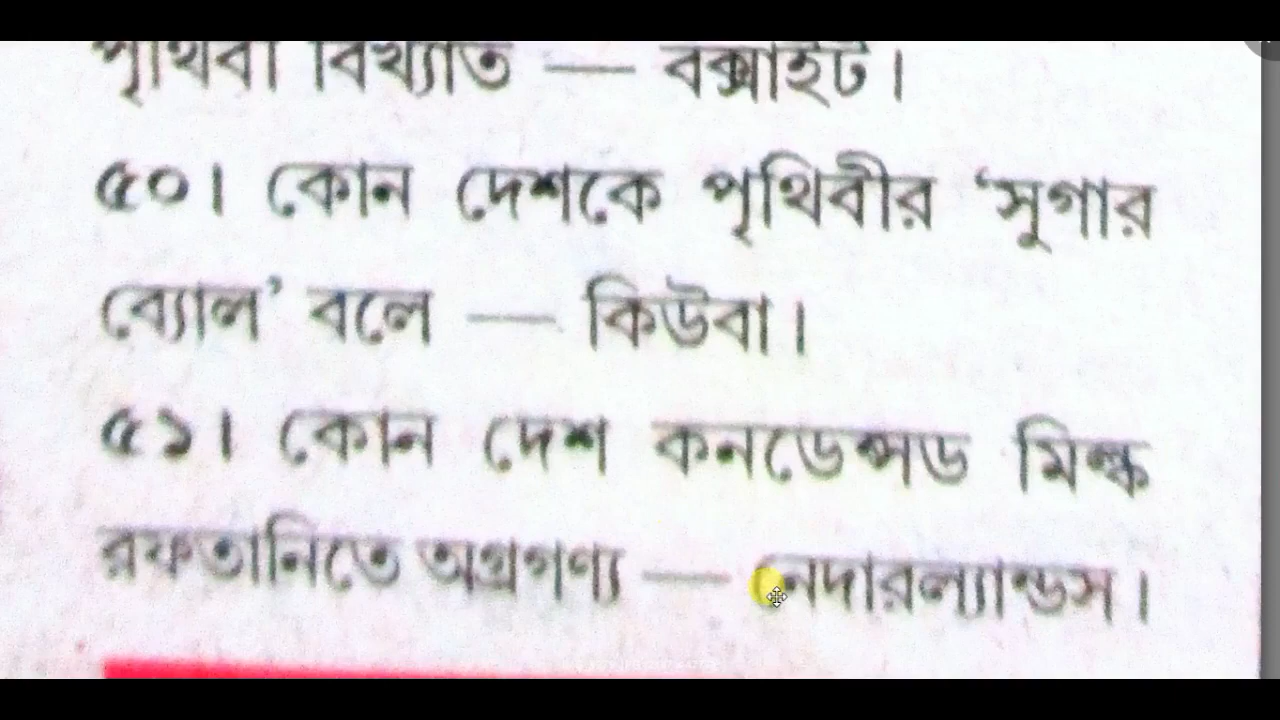 পৃথিবী বিখ্যাত — বক্সাইট।
৫০। কোন দেশকে পৃথিবীর ‘সুগার
ব্যোল’ বলে — কিউবা।
৫১। কোন দেশ কনডেন্সড মিল্ক
রফতানিতে অগ্রগণ্য — নেদারল্যান্ডস।